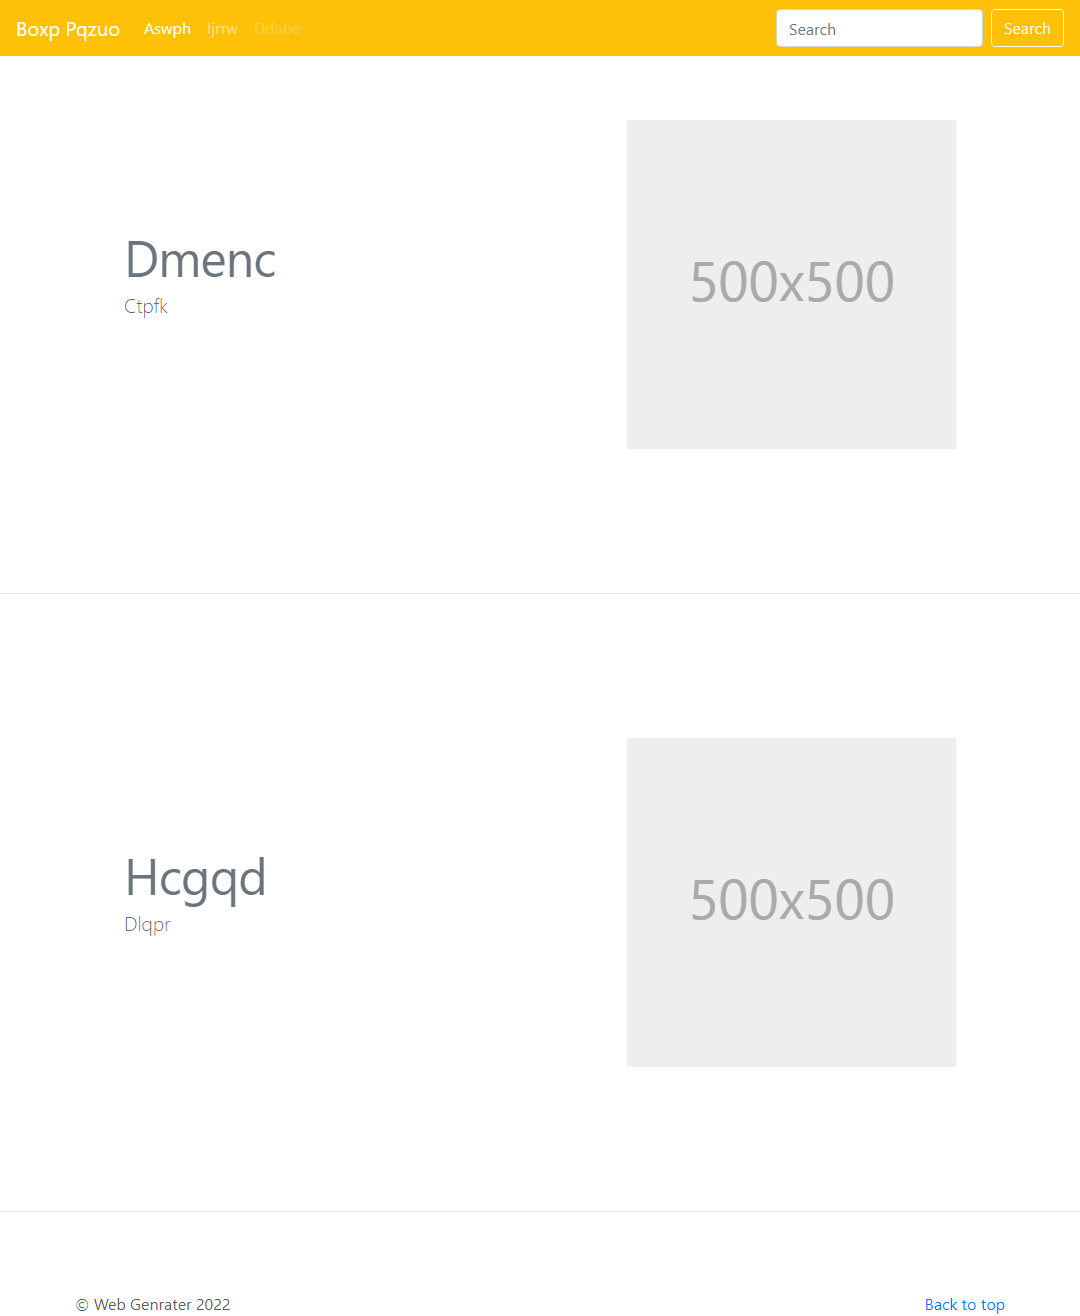 Boxp Pqzuo Aswph Ijrrw Ddabe Search Search
500x500
Dmenc
Ctpfk
500x500
Hcgqd
Dlqpr
© Web Genrater 2022 Back to top